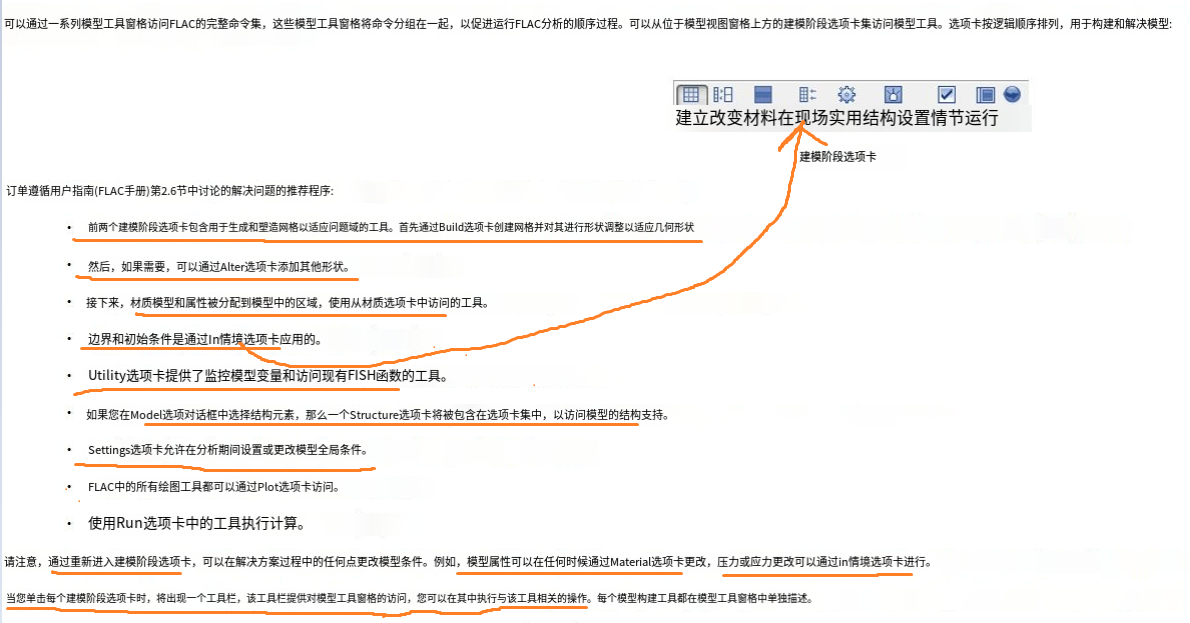 可以通过一系列模型工具窗格访问FLAC的完整命令集，这些模型工具窗格将命令分组在一起，以促进运行FLAC分析的顺序过程。可以从位于模型视图窗格上方的建模阶段选项卡集访问模型工具。选项卡按逻辑顺序排列，用于构建和解决模型:
建立改变材料在现场实用结构设置情节运行
建模阶段选项卡
订单遵循用户指南(FLAC手册)第2.6节中讨论的解决问题的推荐程序:
• 前两个建模阶段选项卡包含用于生成和塑造网格以适应问题域的工具。首先通过Build选项卡创建网格并对其进行形状调整以适应几何形状
• 然后，如果需要，可以通过Alter选项卡添加其他形状。
• 接下来，材质模型和属性被分配到模型中的区域，使用从材质选项卡中访问的工具。
• 边界和初始条件是通过In情境选项卡应用的。
• Utility选项卡提供了监控模型变量和访问现有FISH函数的工具。
• 如果您在Model选项对话框中选择结构元素，那么一个Structure选项卡将被包含在选项卡集中，以访问模型的结构支持。
• Settings选项卡允许在分析期间设置或更改模型全局条件。
• FLAC中的所有绘图工具都可以通过Plot选项卡访问。
• 使用Run选项卡中的工具执行计算。
请注意，通过重新进入建模阶段选项卡，可以在解决方案过程中的任何点更改模型条件。例如，模型属性可以在任何时候通过Material选项卡更改，压力或应力更改可以通过in情境选项卡进行。
当您单击每个建模阶段选项卡时，将出现一个工具栏，该工具栏提供对模型工具窗格的访问，您可以在其中执行与该工具相关的操作。每个模型构建工具都在模型工具窗格中单独描述。